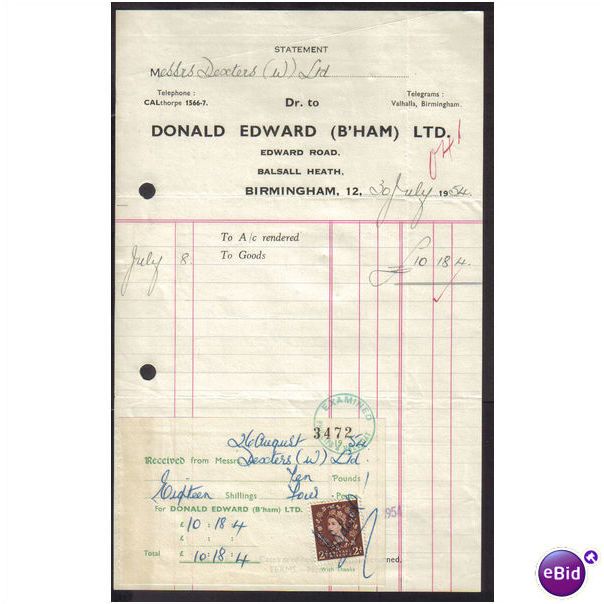 STATEMENT
Messrs Dexters (W) Ltd
Telephone :
CALthorpe 1566-7.
Dr. to
Telegrams :
Valhalla, Birmingham.
DONALD EDWARD (B'HAM) LTD.
EDWARD ROAD,
BALSALL HEATH,
BIRMINGHAM, 12, 30 July 1954.
To A/c rendered
July 8. To Goods £10 18 4.
EXAMINED
3472
26 August 1954
Received from Messrs Dexters (W) Ltd.
Ten Pounds
Eighteen Shillings Four Pence
For DONALD EDWARD (B'ham) LTD.
£ 10 : 18 4
£
Total £ 10 : 18 4
1954
TERMS
With thanks
eBid